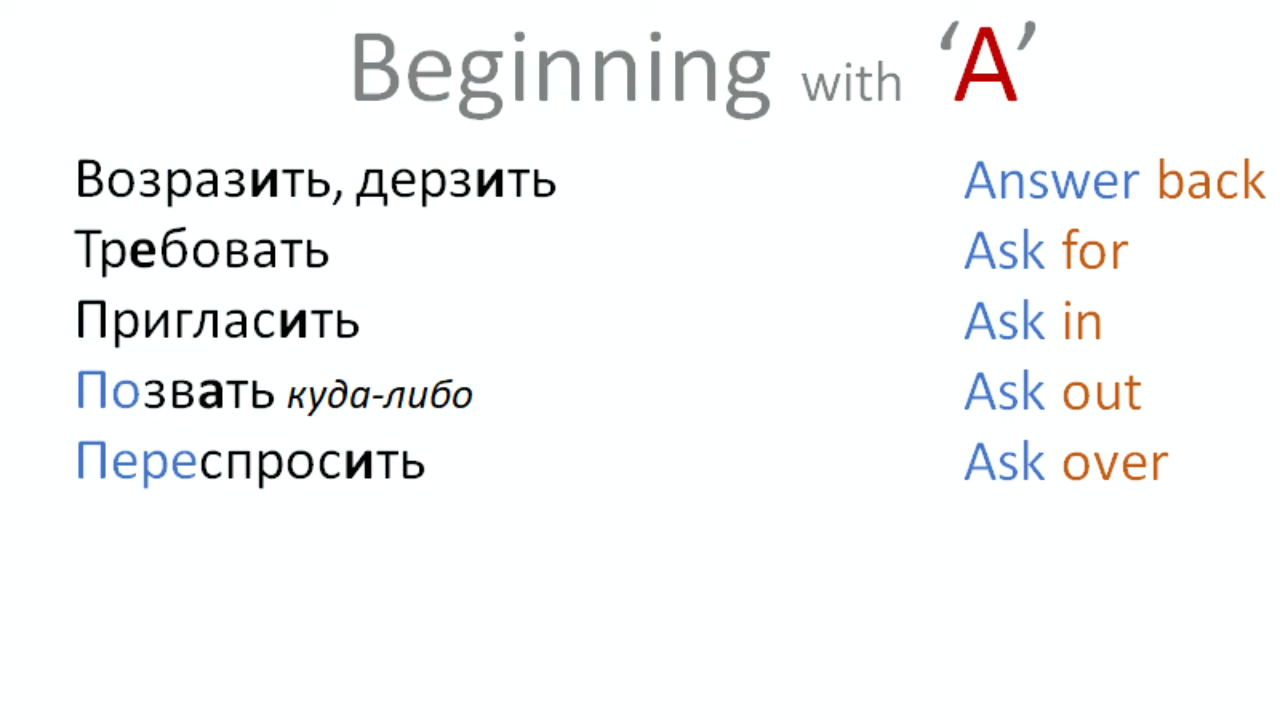 Beginning with ‘A’
Возразить, дерзить Answer back
Требовать Ask for
Пригласить Ask in
Позвать куда-либо Ask out
Переспросить Ask over